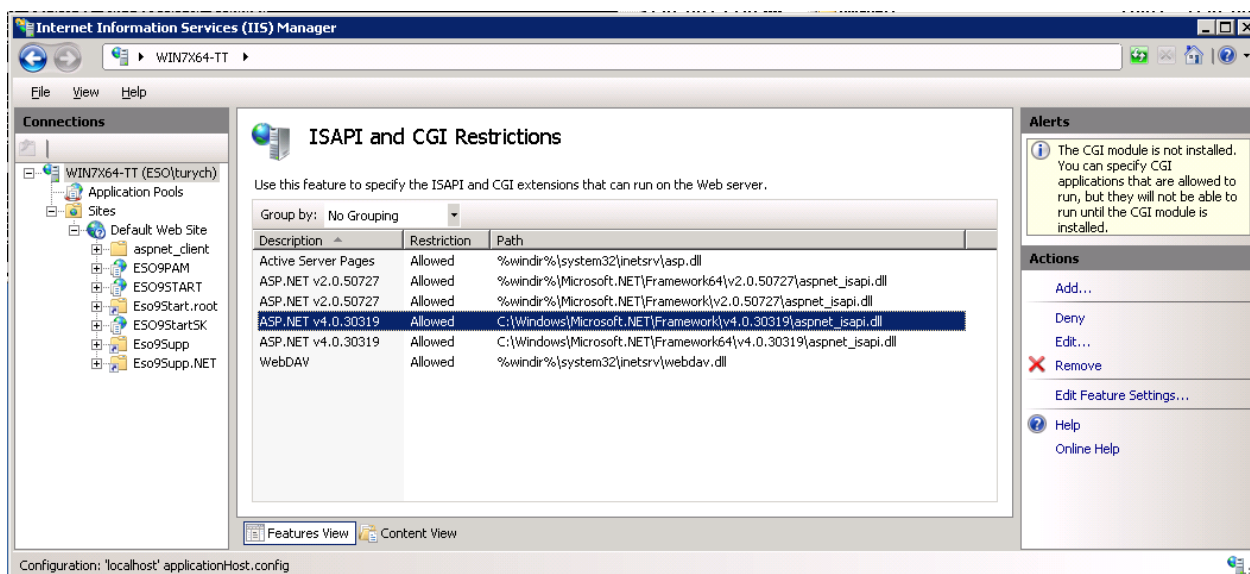 Internet Information Services (IIS) Manager
WIN7X64-TT
File View Help
Connections
WIN7X64-TT (ESO\turych)
Application Pools
Sites
Default Web Site
aspnet_client
ESO9PAM
ESO9START
Eso9Start.root
ESO9StartSK
Eso9Supp
Eso9Supp.NET
ISAPI and CGI Restrictions
Use this feature to specify the ISAPI and CGI extensions that can run on the Web server.
Group by: No Grouping
Description Restriction Path
Active Server Pages Allowed %windir%\system32\inetsrv\asp.dll
ASP.NET v2.0.50727 Allowed %windir%\Microsoft.NET\Framework64\v2.0.50727\aspnet_isapi.dll
ASP.NET v2.0.50727 Allowed %windir%\Microsoft.NET\Framework\v2.0.50727\aspnet_isapi.dll
ASP.NET v4.0.30319 Allowed C:\Windows\Microsoft.NET\Framework\v4.0.30319\aspnet_isapi.dll
ASP.NET v4.0.30319 Allowed C:\Windows\Microsoft.NET\Framework64\v4.0.30319\aspnet_isapi.dll
WebDAV Allowed %windir%\system32\inetsrv\webdav.dll
Features View Content View
Alerts
The CGI module is not installed.
You can specify CGI
applications that are allowed to
run, but they will not be able to
run until the CGI module is
installed.
Actions
Add...
Deny
Edit...
Remove
Edit Feature Settings...
Help
Online Help
Configuration: 'localhost' applicationHost.config